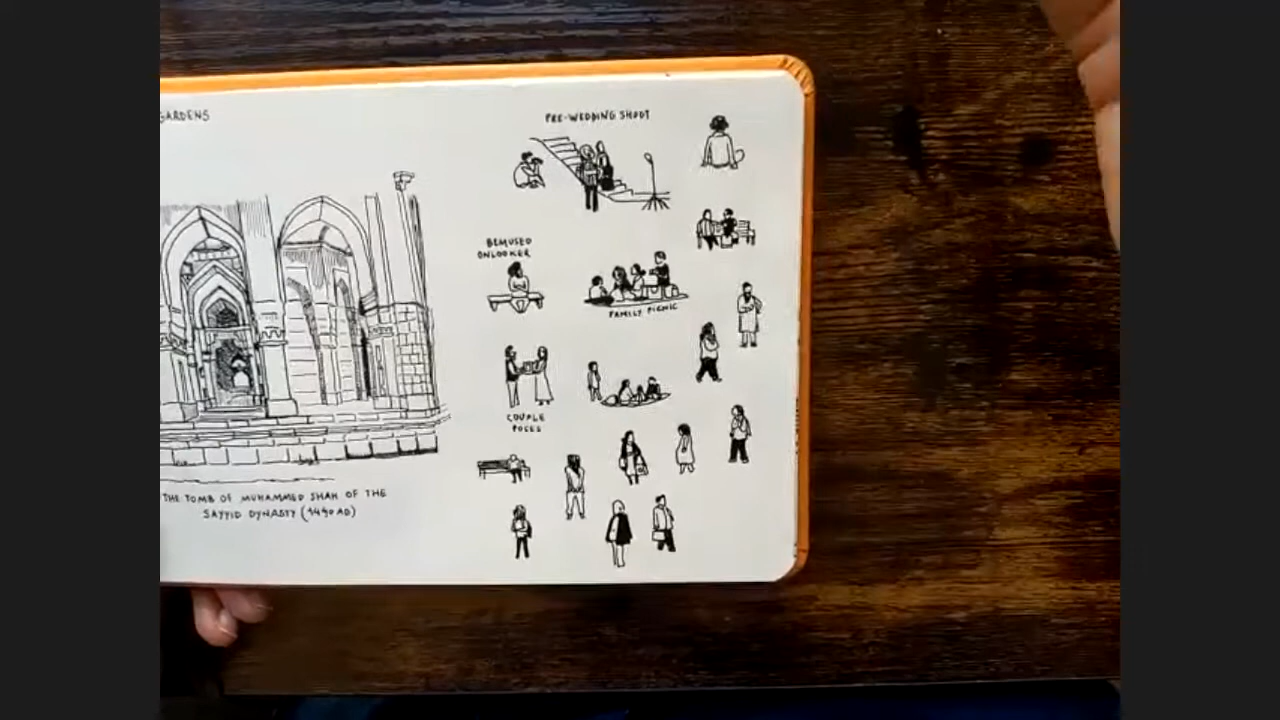 GARDENS
PRE-WEDDING SHOOT
BEMUSED
ONLOOKER
FAMILY PICNIC
COUPLE
POSES
THE TOMB OF MUHAMMED SHAH OF THE
SAYYID DYNASTY (1490 AD)